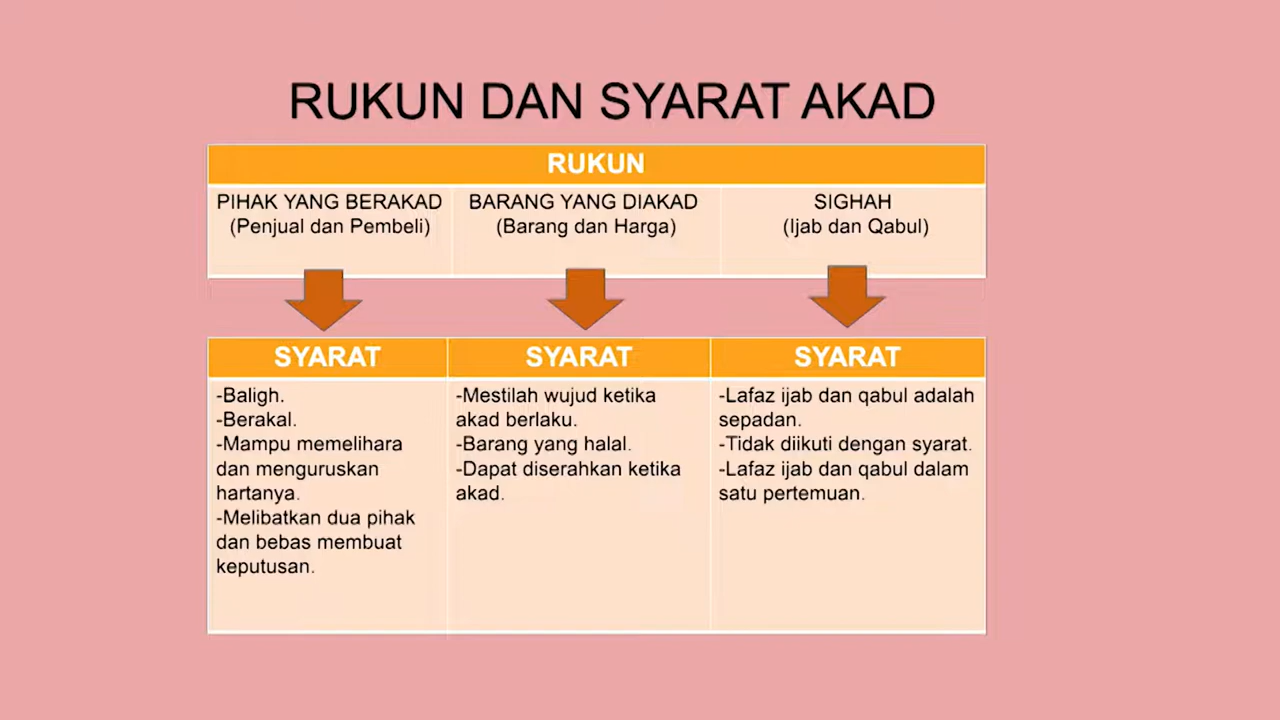 RUKUN DAN SYARAT AKAD
RUKUN
PIHAK YANG BERAKAD
(Penjual dan Pembeli)
BARANG YANG DIAKAD
(Barang dan Harga)
SIGHAH
(Ijab dan Qabul)
SYARAT
-Baligh.
-Berakal.
-Mampu memelihara
dan menguruskan
hartanya.
-Melibatkan dua pihak
dan bebas membuat
keputusan.
SYARAT
-Mestilah wujud ketika
akad berlaku.
-Barang yang halal.
-Dapat diserahkan ketika
akad.
SYARAT
-Lafaz ijab dan qabul adalah
sepadan.
-Tidak diikuti dengan syarat.
-Lafaz ijab dan qabul dalam
satu pertemuan.